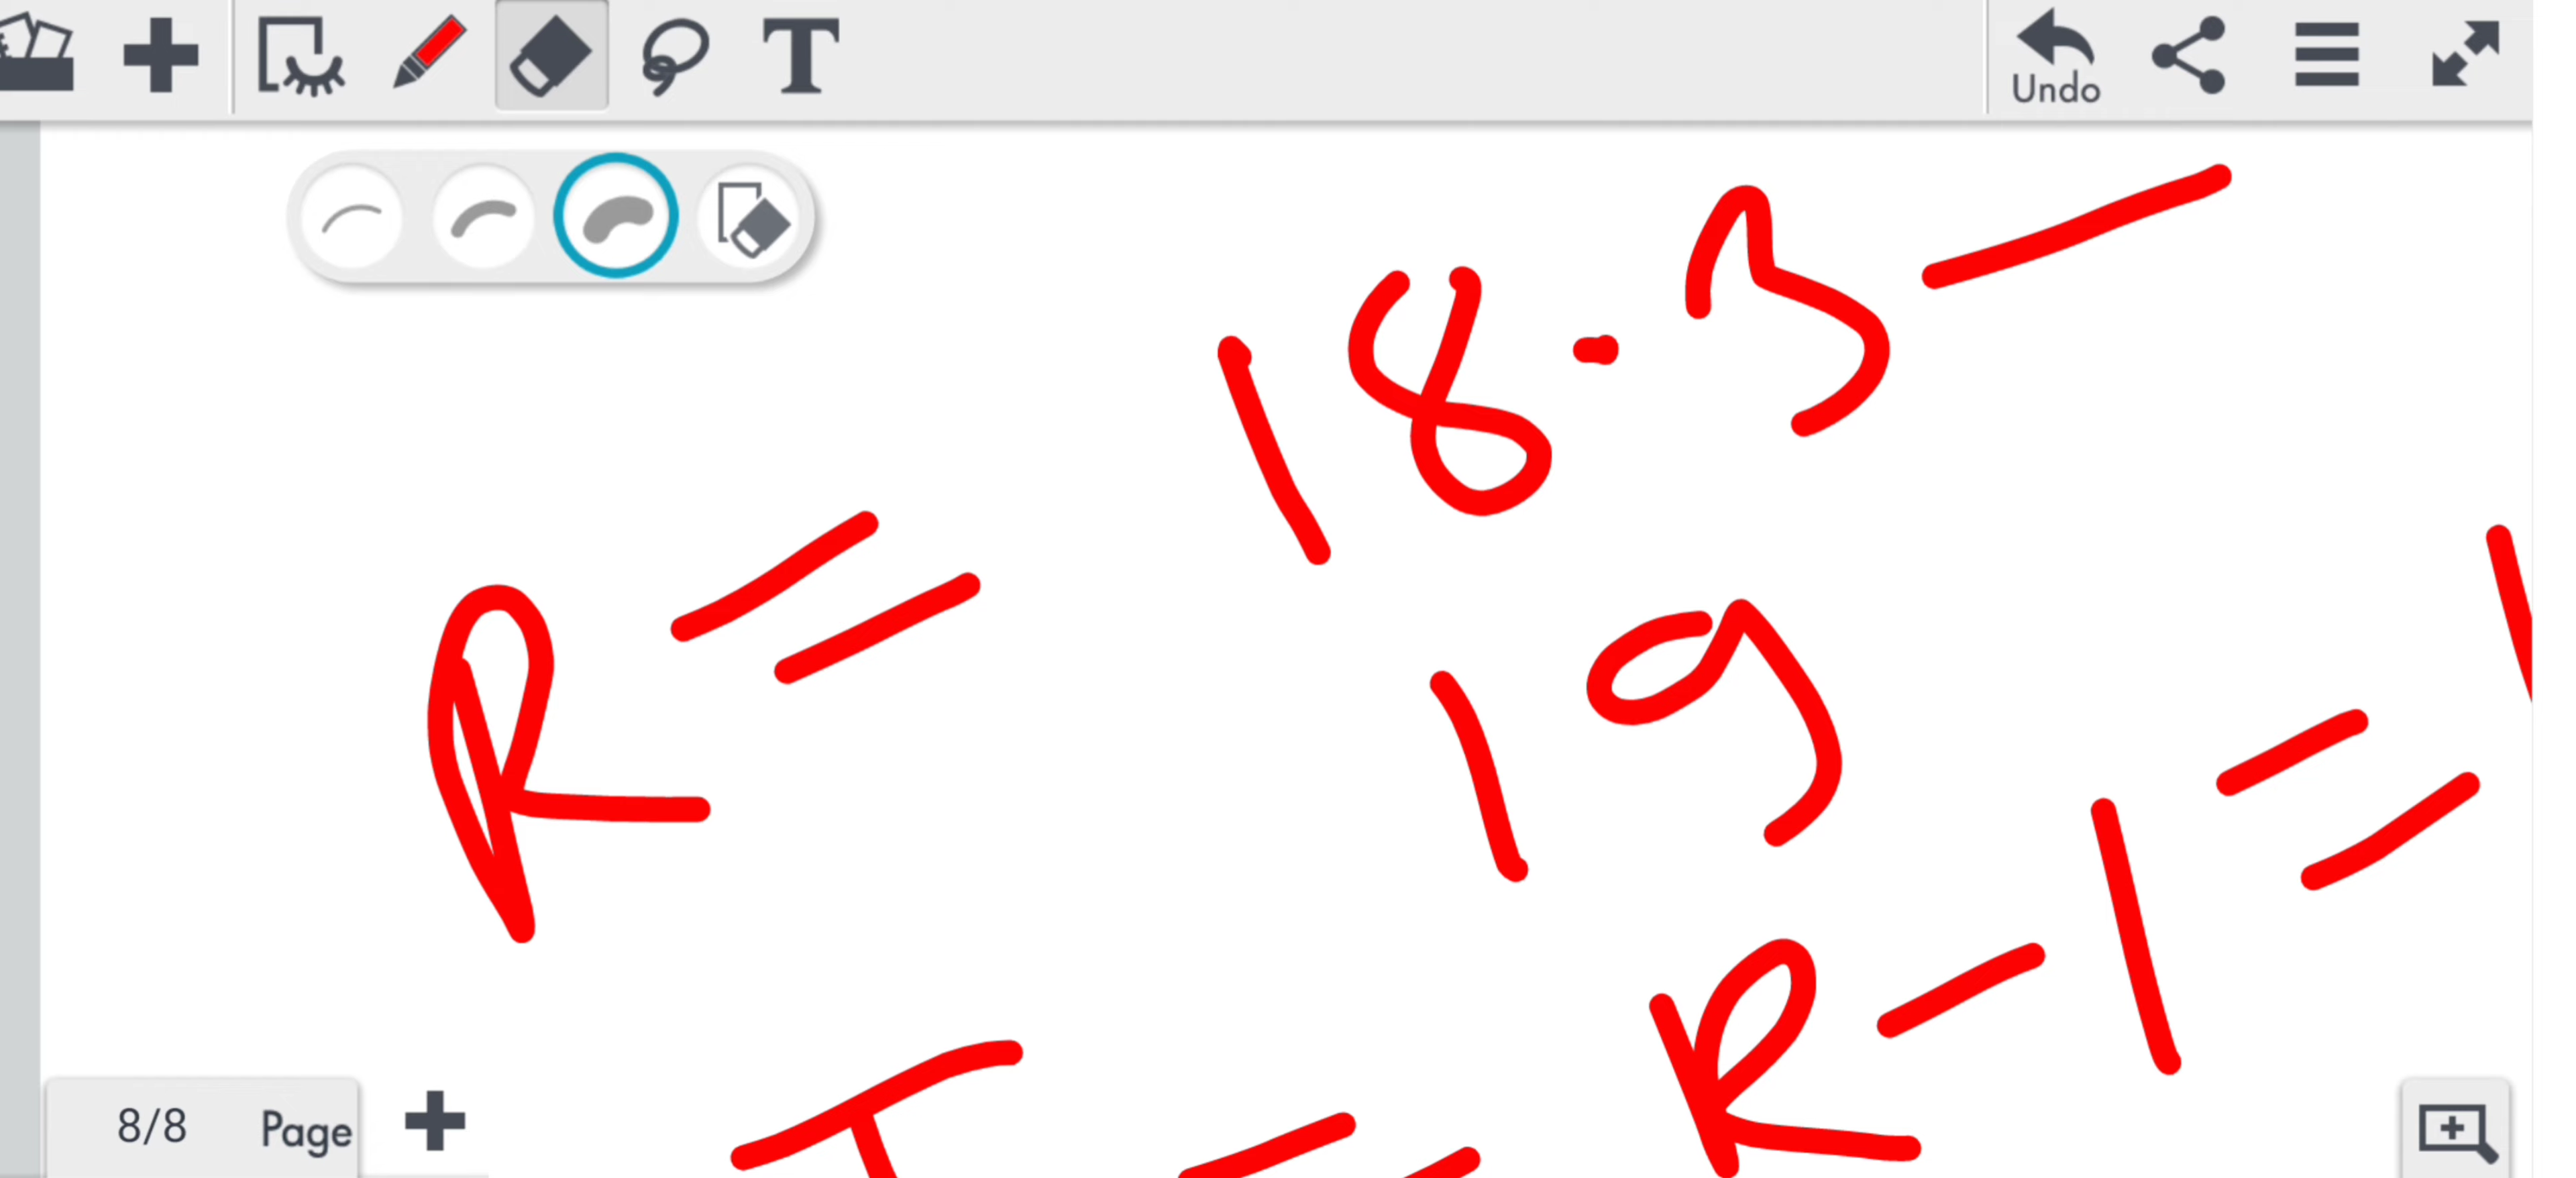 T
Undo
18.3 —
R = 19
R - 1 =
I =
8/8 Page